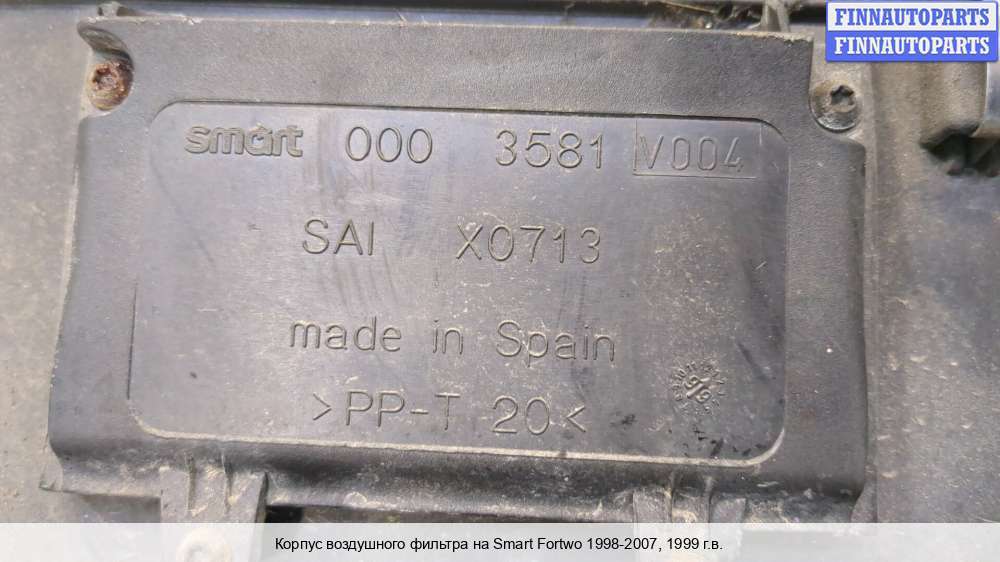 FINNAUTOPARTS
FINNAUTOPARTS
smart 000 3581 V004
SAI X0713
made in Spain
>PP-T 20<
Корпус воздушного фильтра на Smart Fortwo 1998-2007, 1999 г.в.